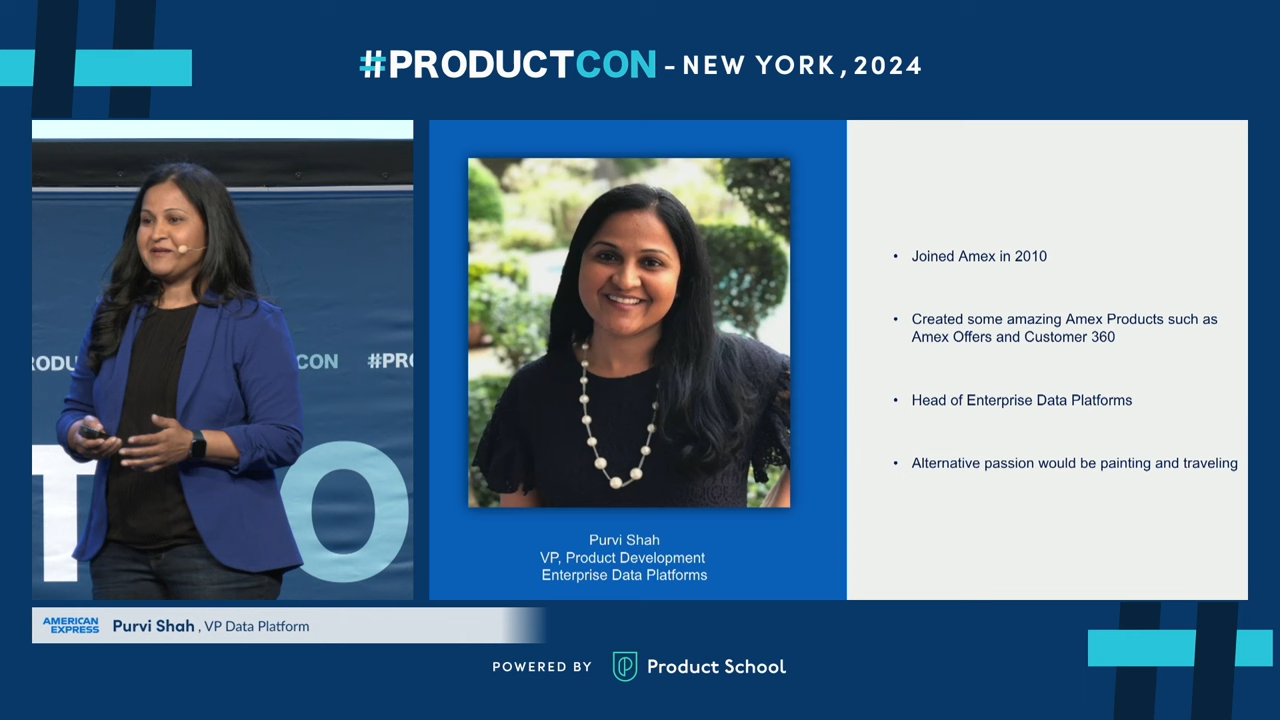 #PRODUCTCON - NEW YORK, 2024
CON #PRO
T O
Purvi Shah
VP, Product Development
Enterprise Data Platforms
• Joined Amex in 2010
• Created some amazing Amex Products such as
Amex Offers and Customer 360
• Head of Enterprise Data Platforms
• Alternative passion would be painting and traveling
AMERICAN
EXPRESS
Purvi Shah, VP Data Platform
POWERED BY Product School